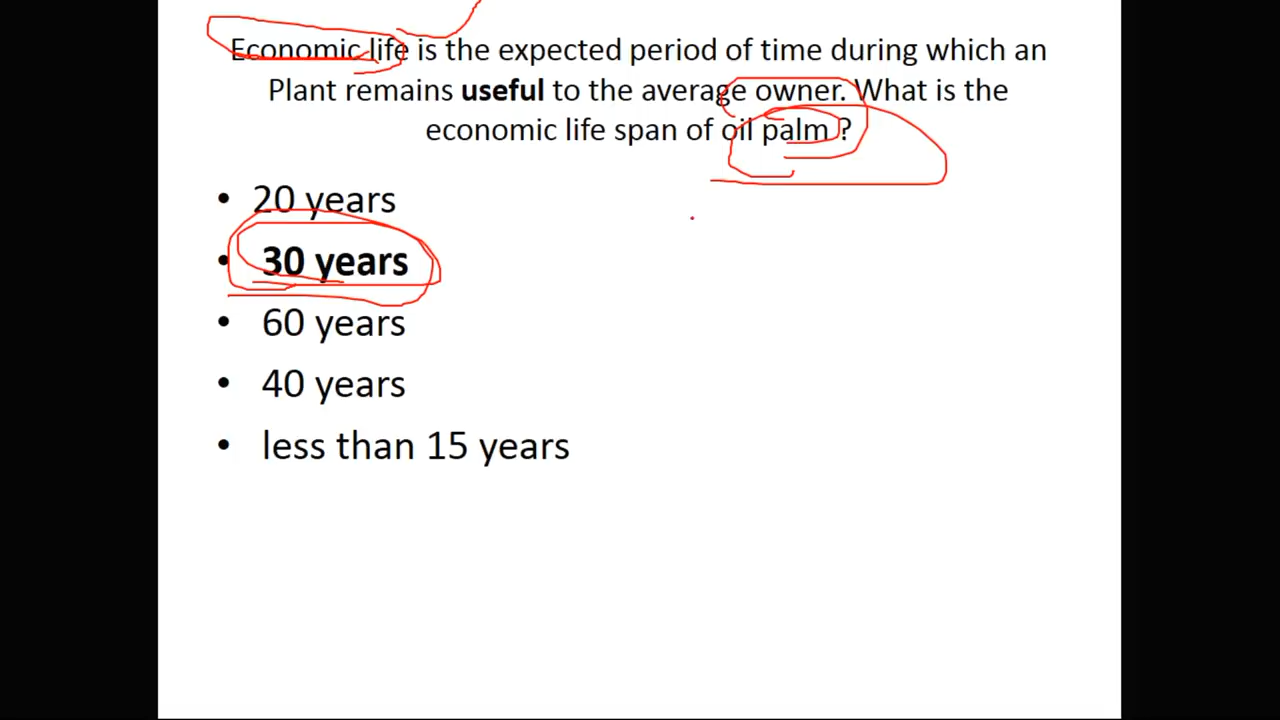 Economic life is the expected period of time during which an
Plant remains useful to the average owner. What is the
economic life span of oil palm ?
• 20 years
• 30 years
• 60 years
• 40 years
• less than 15 years